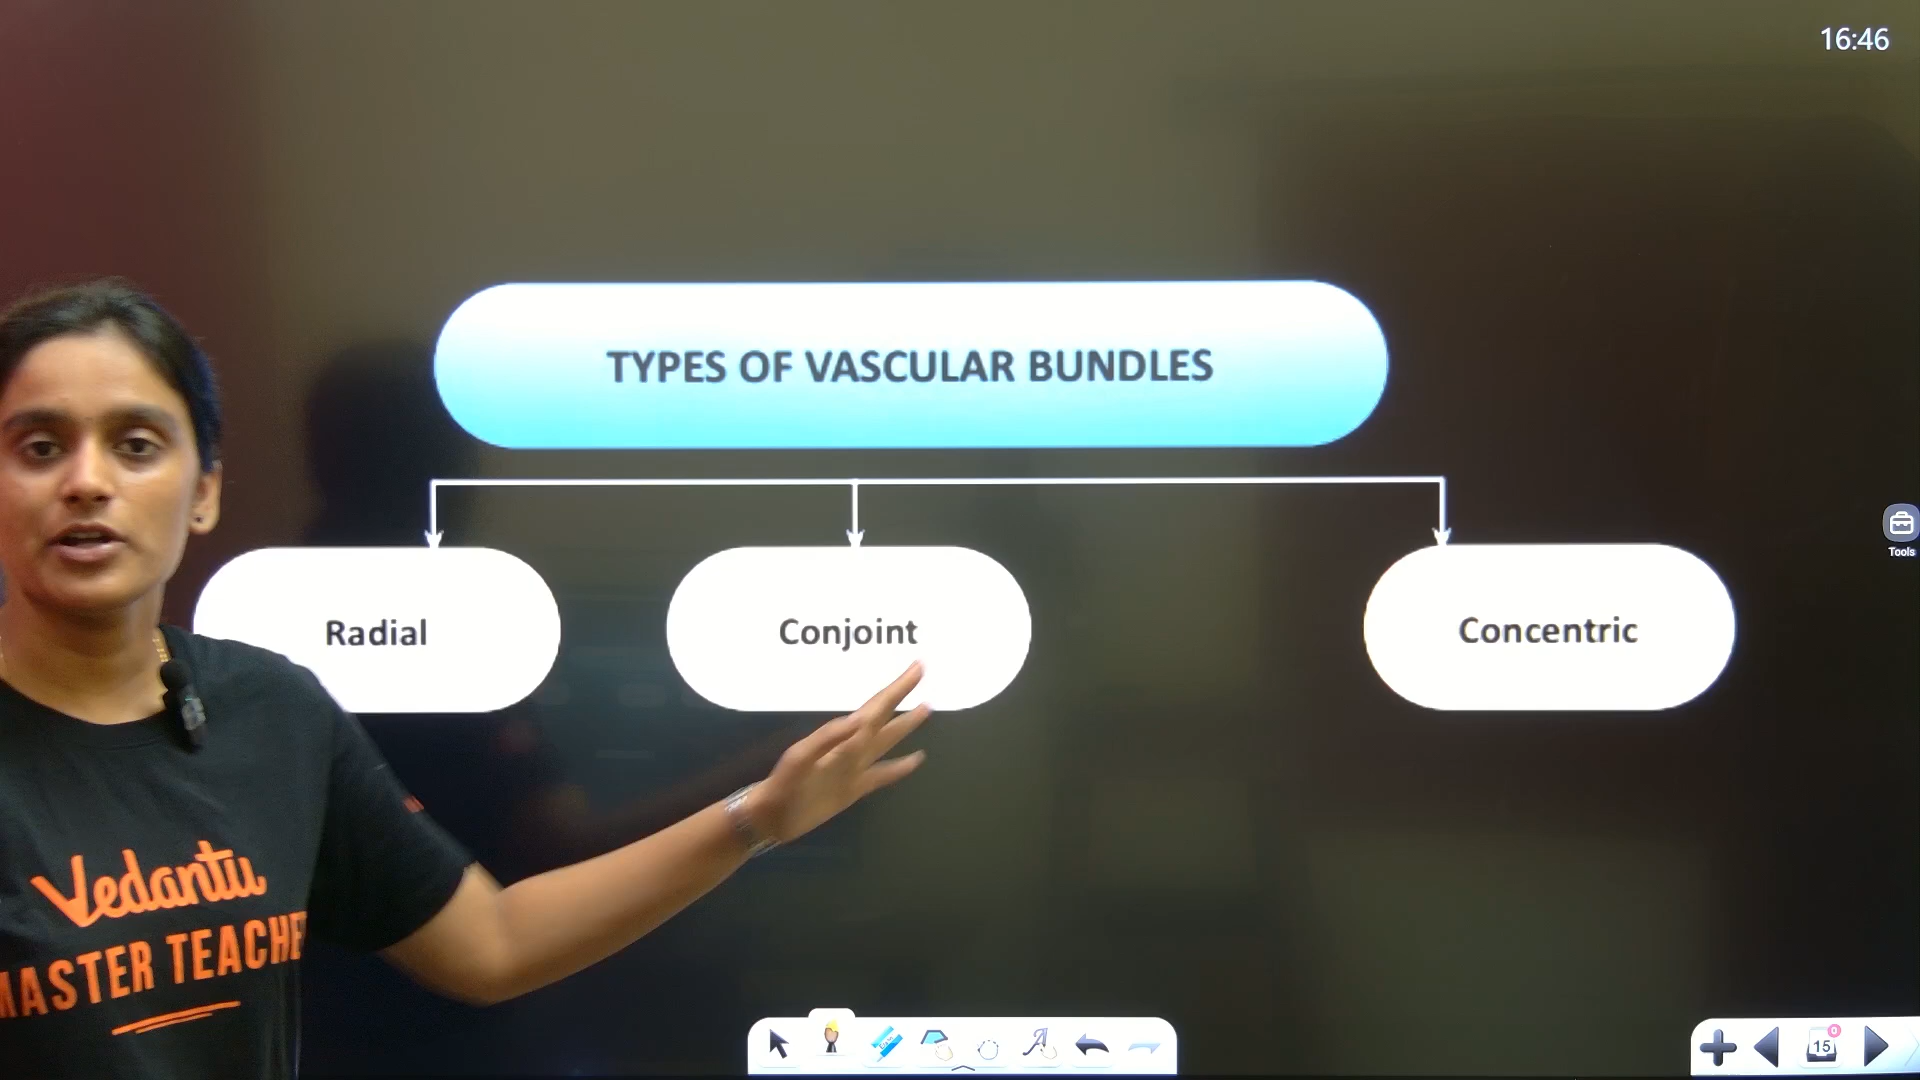 16:46
TYPES OF VASCULAR BUNDLES
Radial
Conjoint
Concentric
Tools
Vedantu
MASTER TEACHE
15